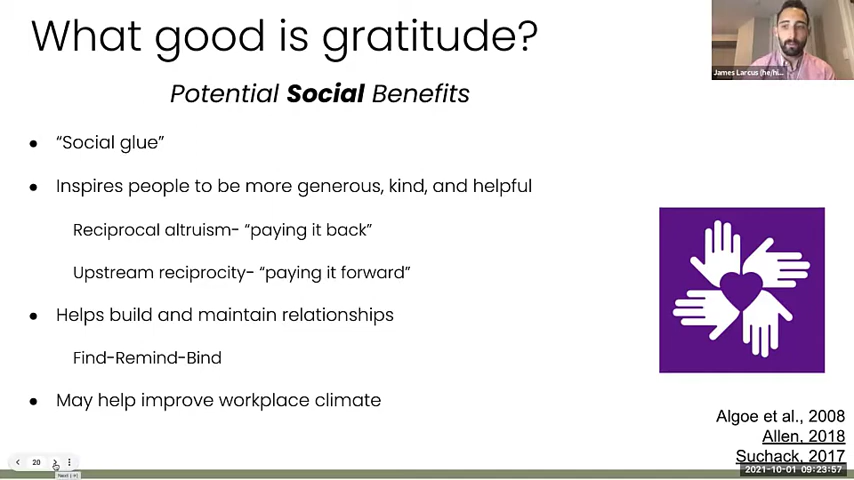 What good is gratitude?
James Larcus (he/hi...
Potential Social Benefits
● "Social glue"
● Inspires people to be more generous, kind, and helpful
Reciprocal altruism- "paying it back"
Upstream reciprocity- "paying it forward"
● Helps build and maintain relationships
Find-Remind-Bind
● May help improve workplace climate
Algoe et al., 2008
Allen, 2018
Suchack, 2017
20
2021-10-01 09:23:57